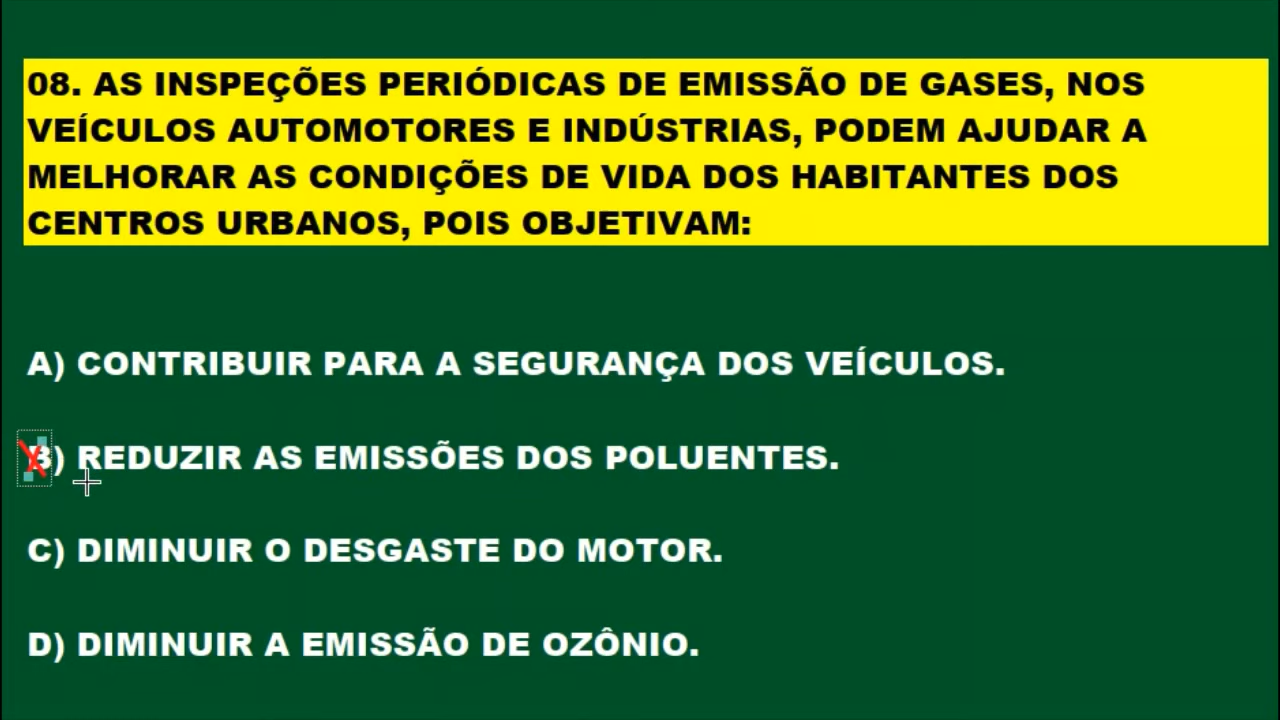 08. AS INSPEÇÕES PERIÓDICAS DE EMISSÃO DE GASES, NOS
VEÍCULOS AUTOMOTORES E INDÚSTRIAS, PODEM AJUDAR A
MELHORAR AS CONDIÇÕES DE VIDA DOS HABITANTES DOS
CENTROS URBANOS, POIS OBJETIVAM:
A) CONTRIBUIR PARA A SEGURANÇA DOS VEÍCULOS.
B) REDUZIR AS EMISSÕES DOS POLUENTES.
C) DIMINUIR O DESGASTE DO MOTOR.
D) DIMINUIR A EMISSÃO DE OZÔNIO.